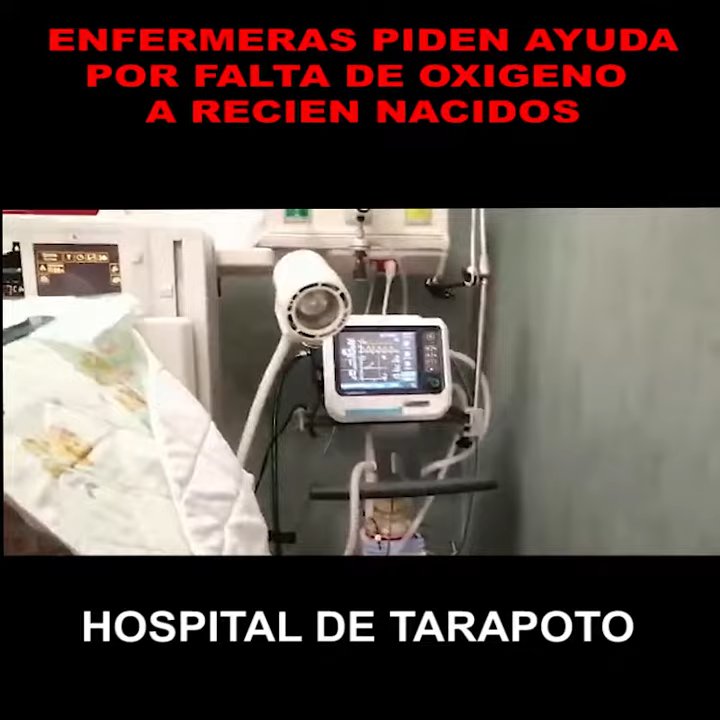 ENFERMERAS PIDEN AYUDA
POR FALTA DE OXIGENO
A RECIEN NACIDOS
HOSPITAL DE TARAPOTO